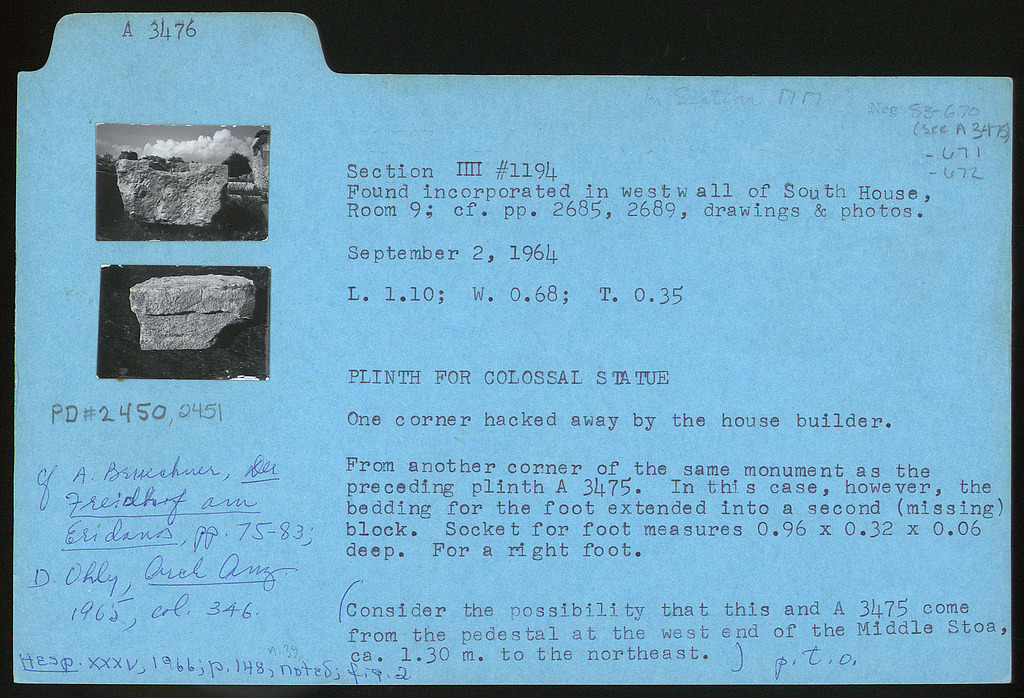 A 3476
In Section ΠΠ
Neg 83-670
(see A 3475)
- 671
- 672
Section ΠΠ #1194
Found incorporated in westwall of South House,
Room 9; cf. pp. 2685, 2689, drawings & photos.
September 2, 1964
L. 1.10; W. 0.68; T. 0.35
PLINTH FOR COLOSSAL STATUE
One corner hacked away by the house builder.
From another corner of the same monument as the
preceding plinth A 3475. In this case, however, the
bedding for the foot extended into a second (missing)
block. Socket for foot measures 0.96 x 0.32 x 0.06
deep. For a right foot.
(Consider the possibility that this and A 3475 come
from the pedestal at the west end of the Middle Stoa,
ca. 1.30 m. to the northeast. ) p.t.o.
PD#2450, 2451
cf A. Brueckner, Der
Freidhof am
Eridanos, pp. 75-83;
D. Ohly, Arch Anz.
1965, col. 346.
n.39
Hesp. XXXV, 1966; p. 148, note 5; fig. 2